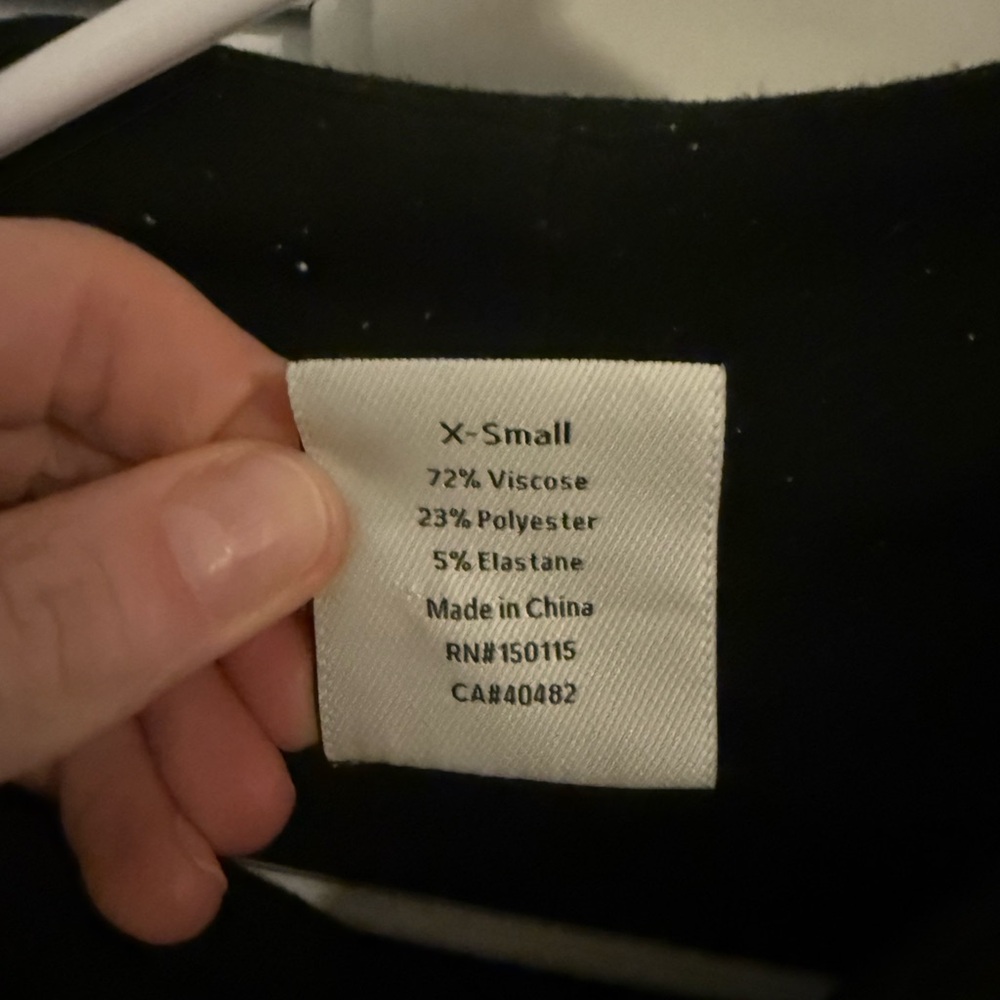 X-Small
72% Viscose
23% Polyester
5% Elastane
Made in China
RN#150115
CA#40482